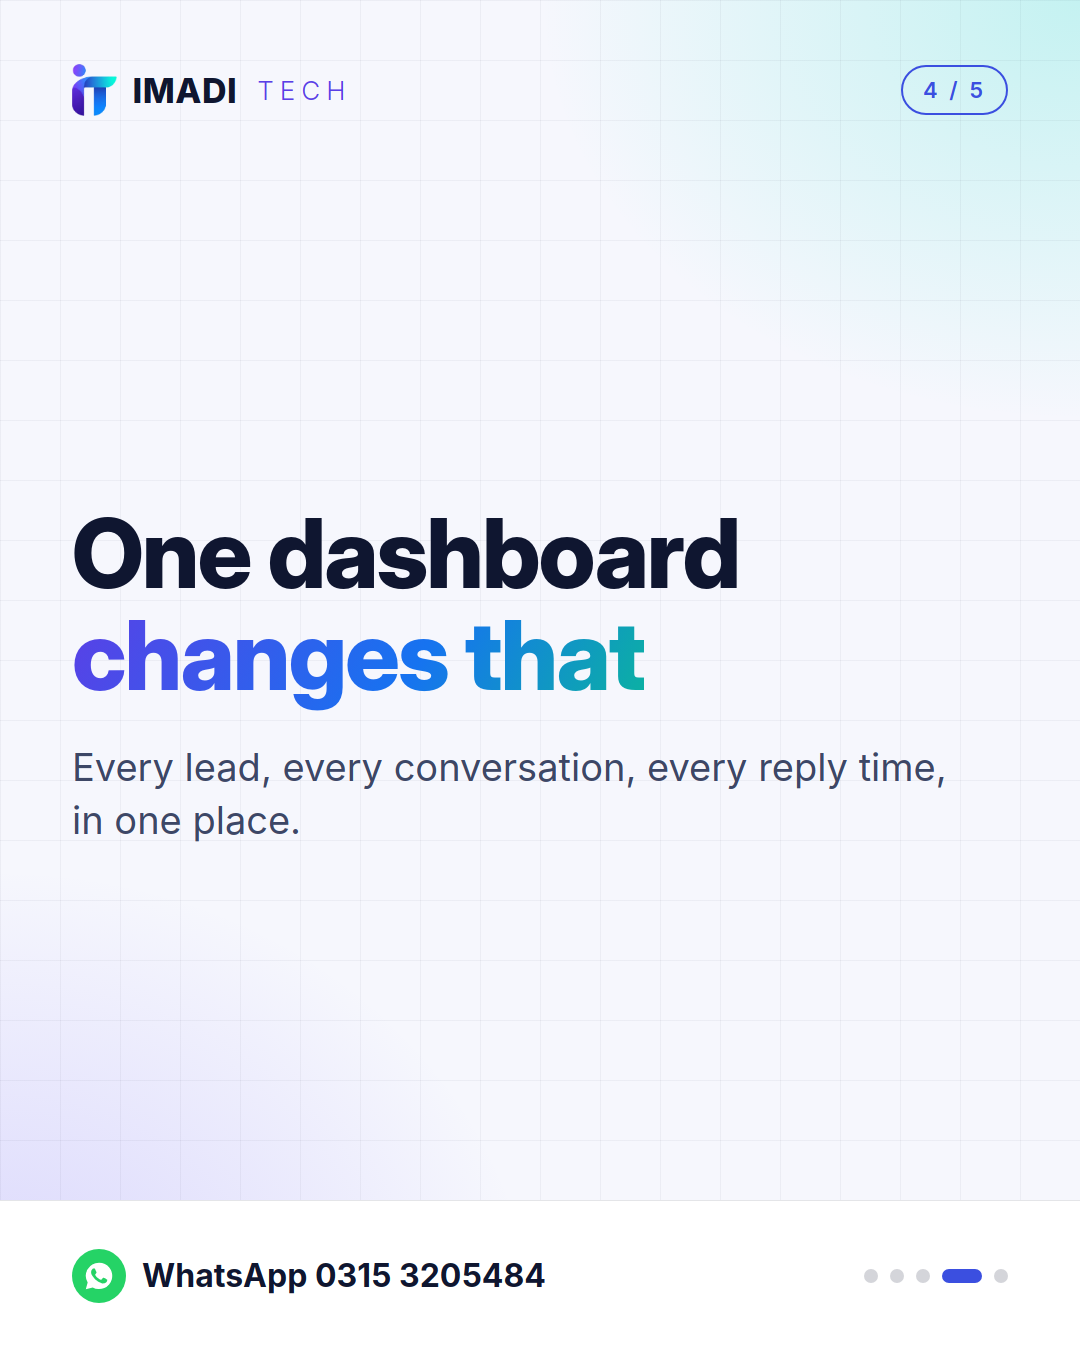 IMADI TECH
4 / 5
One dashboard
changes that
Every lead, every conversation, every reply time,
in one place.
WhatsApp 0315 3205484